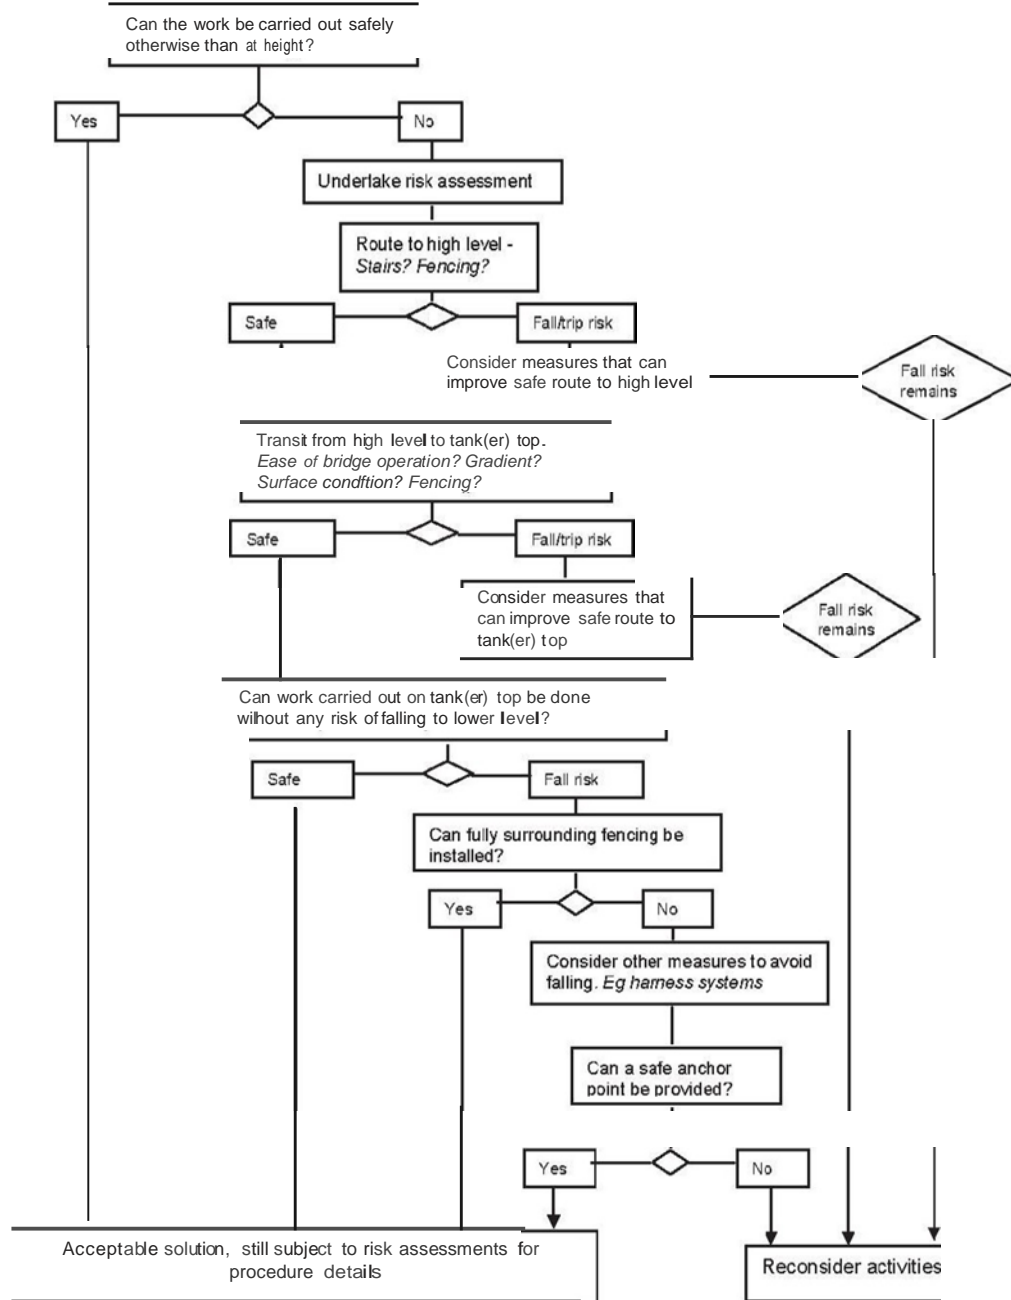 Can the work be carried out safely
otherwise than at height?
Yes
No
Undertake risk assessment
Route to high level -
Stairs? Fencing?
Safe
Fall/trip risk
Consider measures that can
improve safe route to high level
Fall risk
remains
Transit from high level to tank(er) top.
Ease of bridge operation? Gradient?
Surface condftion? Fencing?
Safe
Fall/trip risk
Consider measures that
can improve safe route to
tank(er) top
Fall risk
remains
Can work carried out on tank(er) top be done
wilhout any risk of falling to lower level?
Safe
Fall risk
Can fully surrounding fencing be
installed?
Yes
No
Consider other measures to avoid
falling. Eg harness systems
Can a safe anchor
point be provided?
Yes
No
Acceptable solution, still subject to risk assessments for
procedure details
Reconsider activities